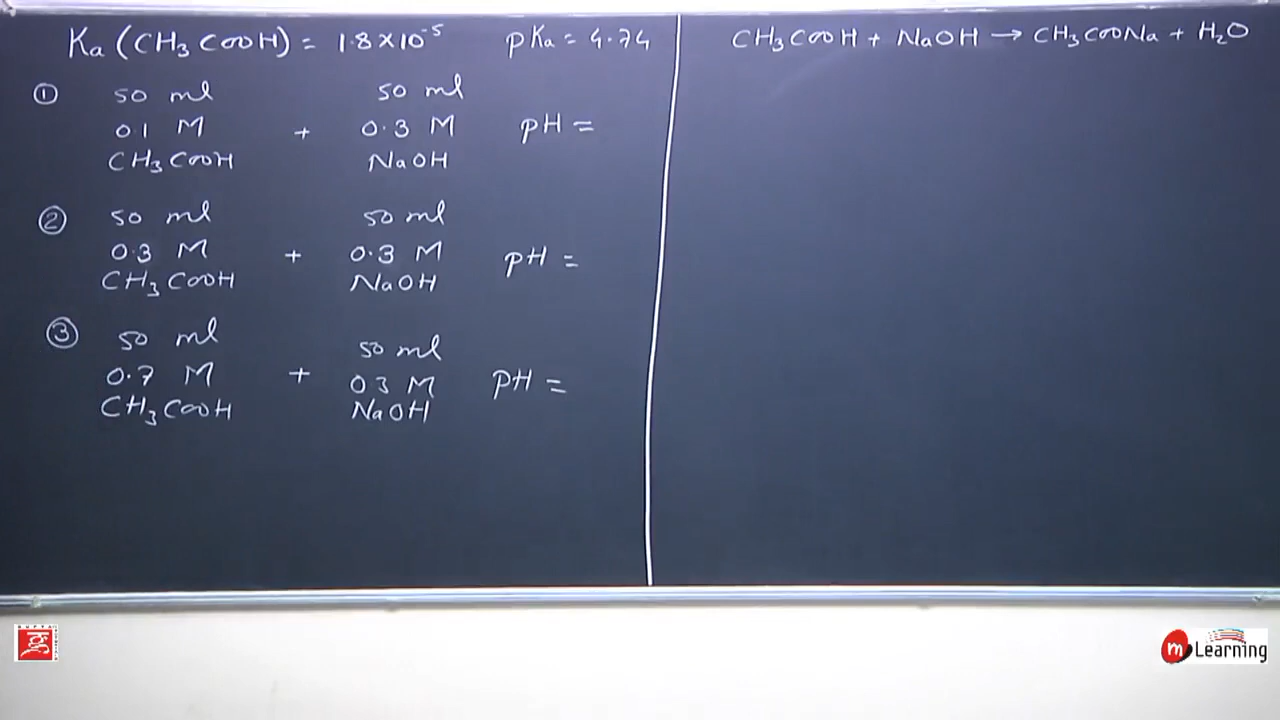 Ka (CH₃COOH) = 1.8×10⁻⁵ pKa = 4.74
① 50 ml 50 ml
0.1 M + 0.3 M pH =
CH₃COOH NaOH
② 50 ml 50 ml
0.3 M + 0.3 M pH =
CH₃COOH NaOH
③ 50 ml 50 ml
0.7 M + 03 M pH =
CH₃COOH NaOH
CH₃COOH + NaOH → CH₃COONa + H₂O
m Learning